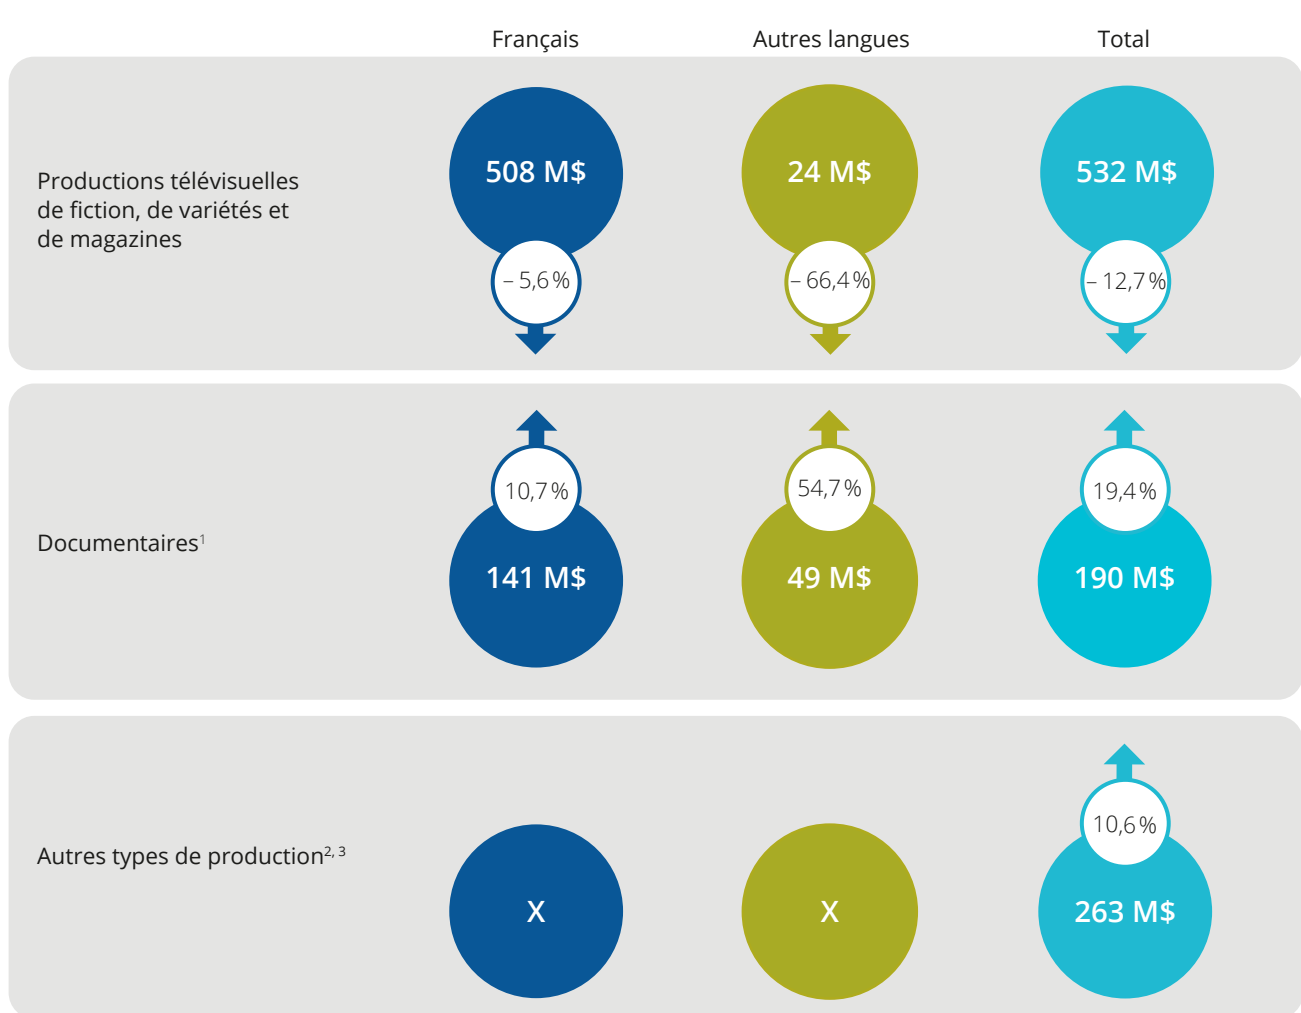 Français Autres langues Total
508 M$ 24 M$ 532 M$
Productions télévisuelles
de fiction, de variétés et
de magazines
– 5,6 % – 66,4 % – 12,7 %
10,7 % 54,7 % 19,4 %
Documentaires1
141 M$ 49 M$ 190 M$
10,6 %
Autres types de production2, 3
X X 263 M$